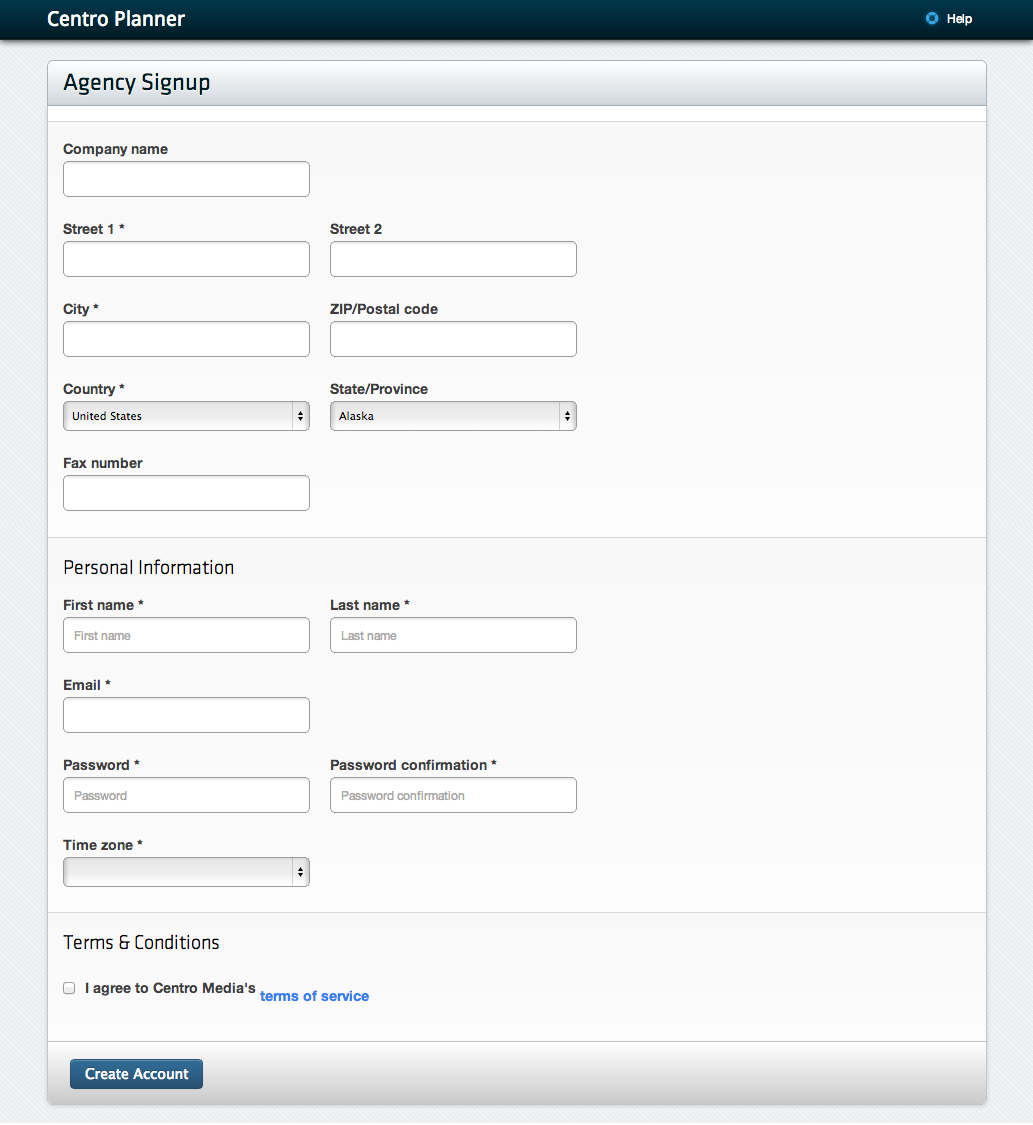 Centro Planner
Help
Agency Signup
Company name
Street 1 *
Street 2
City *
ZIP/Postal code
Country *
State/Province
United States
Alaska
Fax number
Personal Information
First name *
Last name *
First name
Last name
Email *
Password *
Password confirmation *
Password
Password confirmation
Time zone *
Terms & Conditions
I agree to Centro Media's terms of service
Create Account